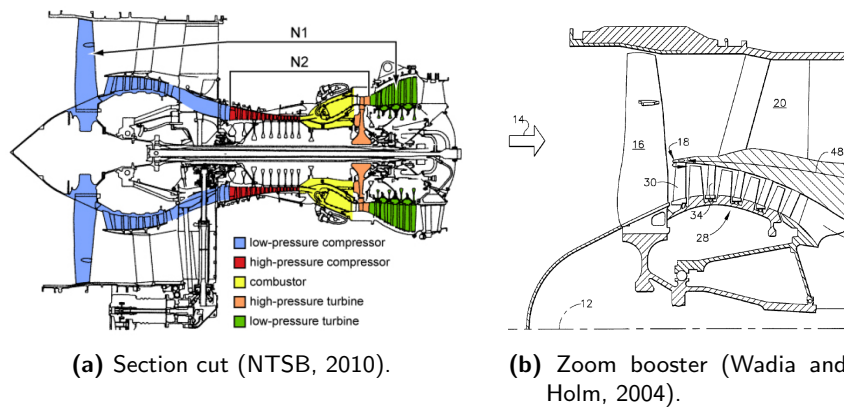 N1
N2
low-pressure compressor
high-pressure compressor
combustor
high-pressure turbine
low-pressure turbine
14
16
18
20
48
30
34
28
12
(a) Section cut (NTSB, 2010).
(b) Zoom booster (Wadia and
Holm, 2004).